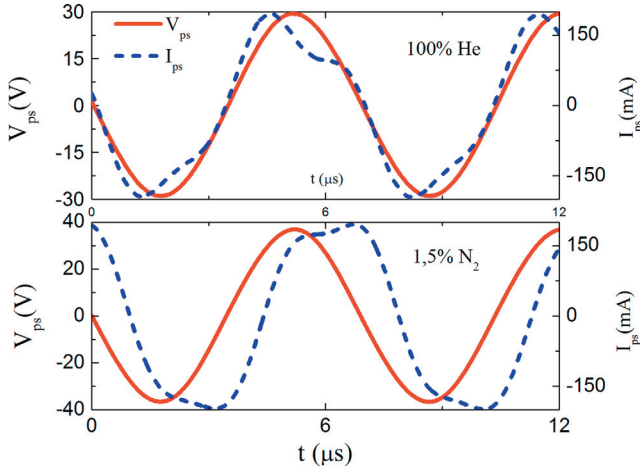 30
15
0
-15
-30
V_ps(V)
V_ps
I_ps
100% He
150
0
-150
I_ps(mA)
t (μs)
0
6
12
40
20
0
-20
-40
V_ps(V)
1,5% N₂
150
0
-150
I_ps(mA)
0
6
12
t (μs)